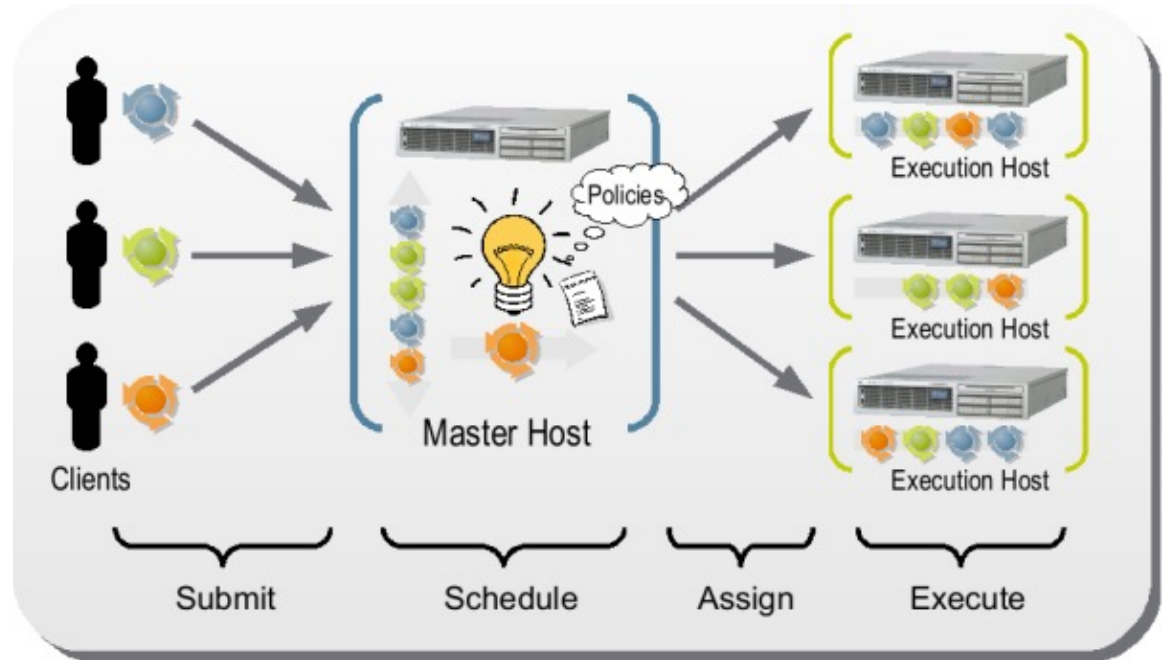 Policies
Execution Host
Execution Host
Master Host
Execution Host
Clients
Submit
Schedule
Assign
Execute